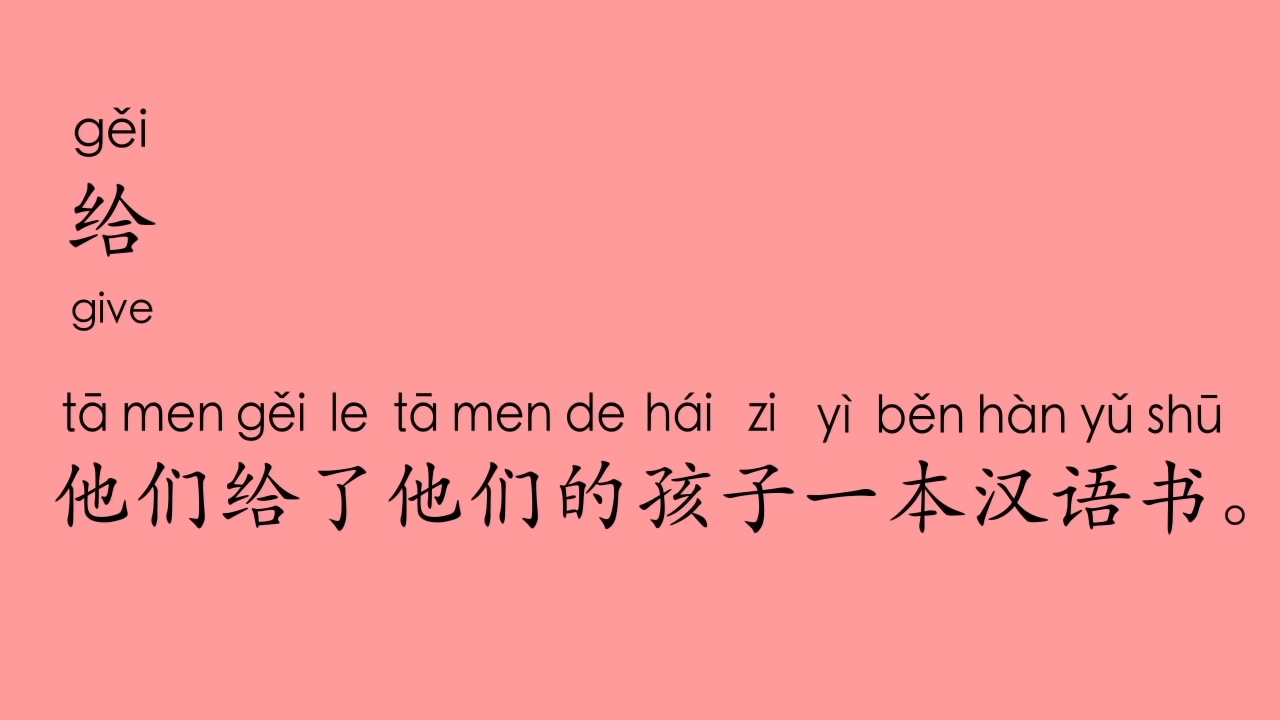 gěi
给
give
tā men gěi le tā men de hái zi yì běn hàn yǔ shū
他们给了他们的孩子一本汉语书。